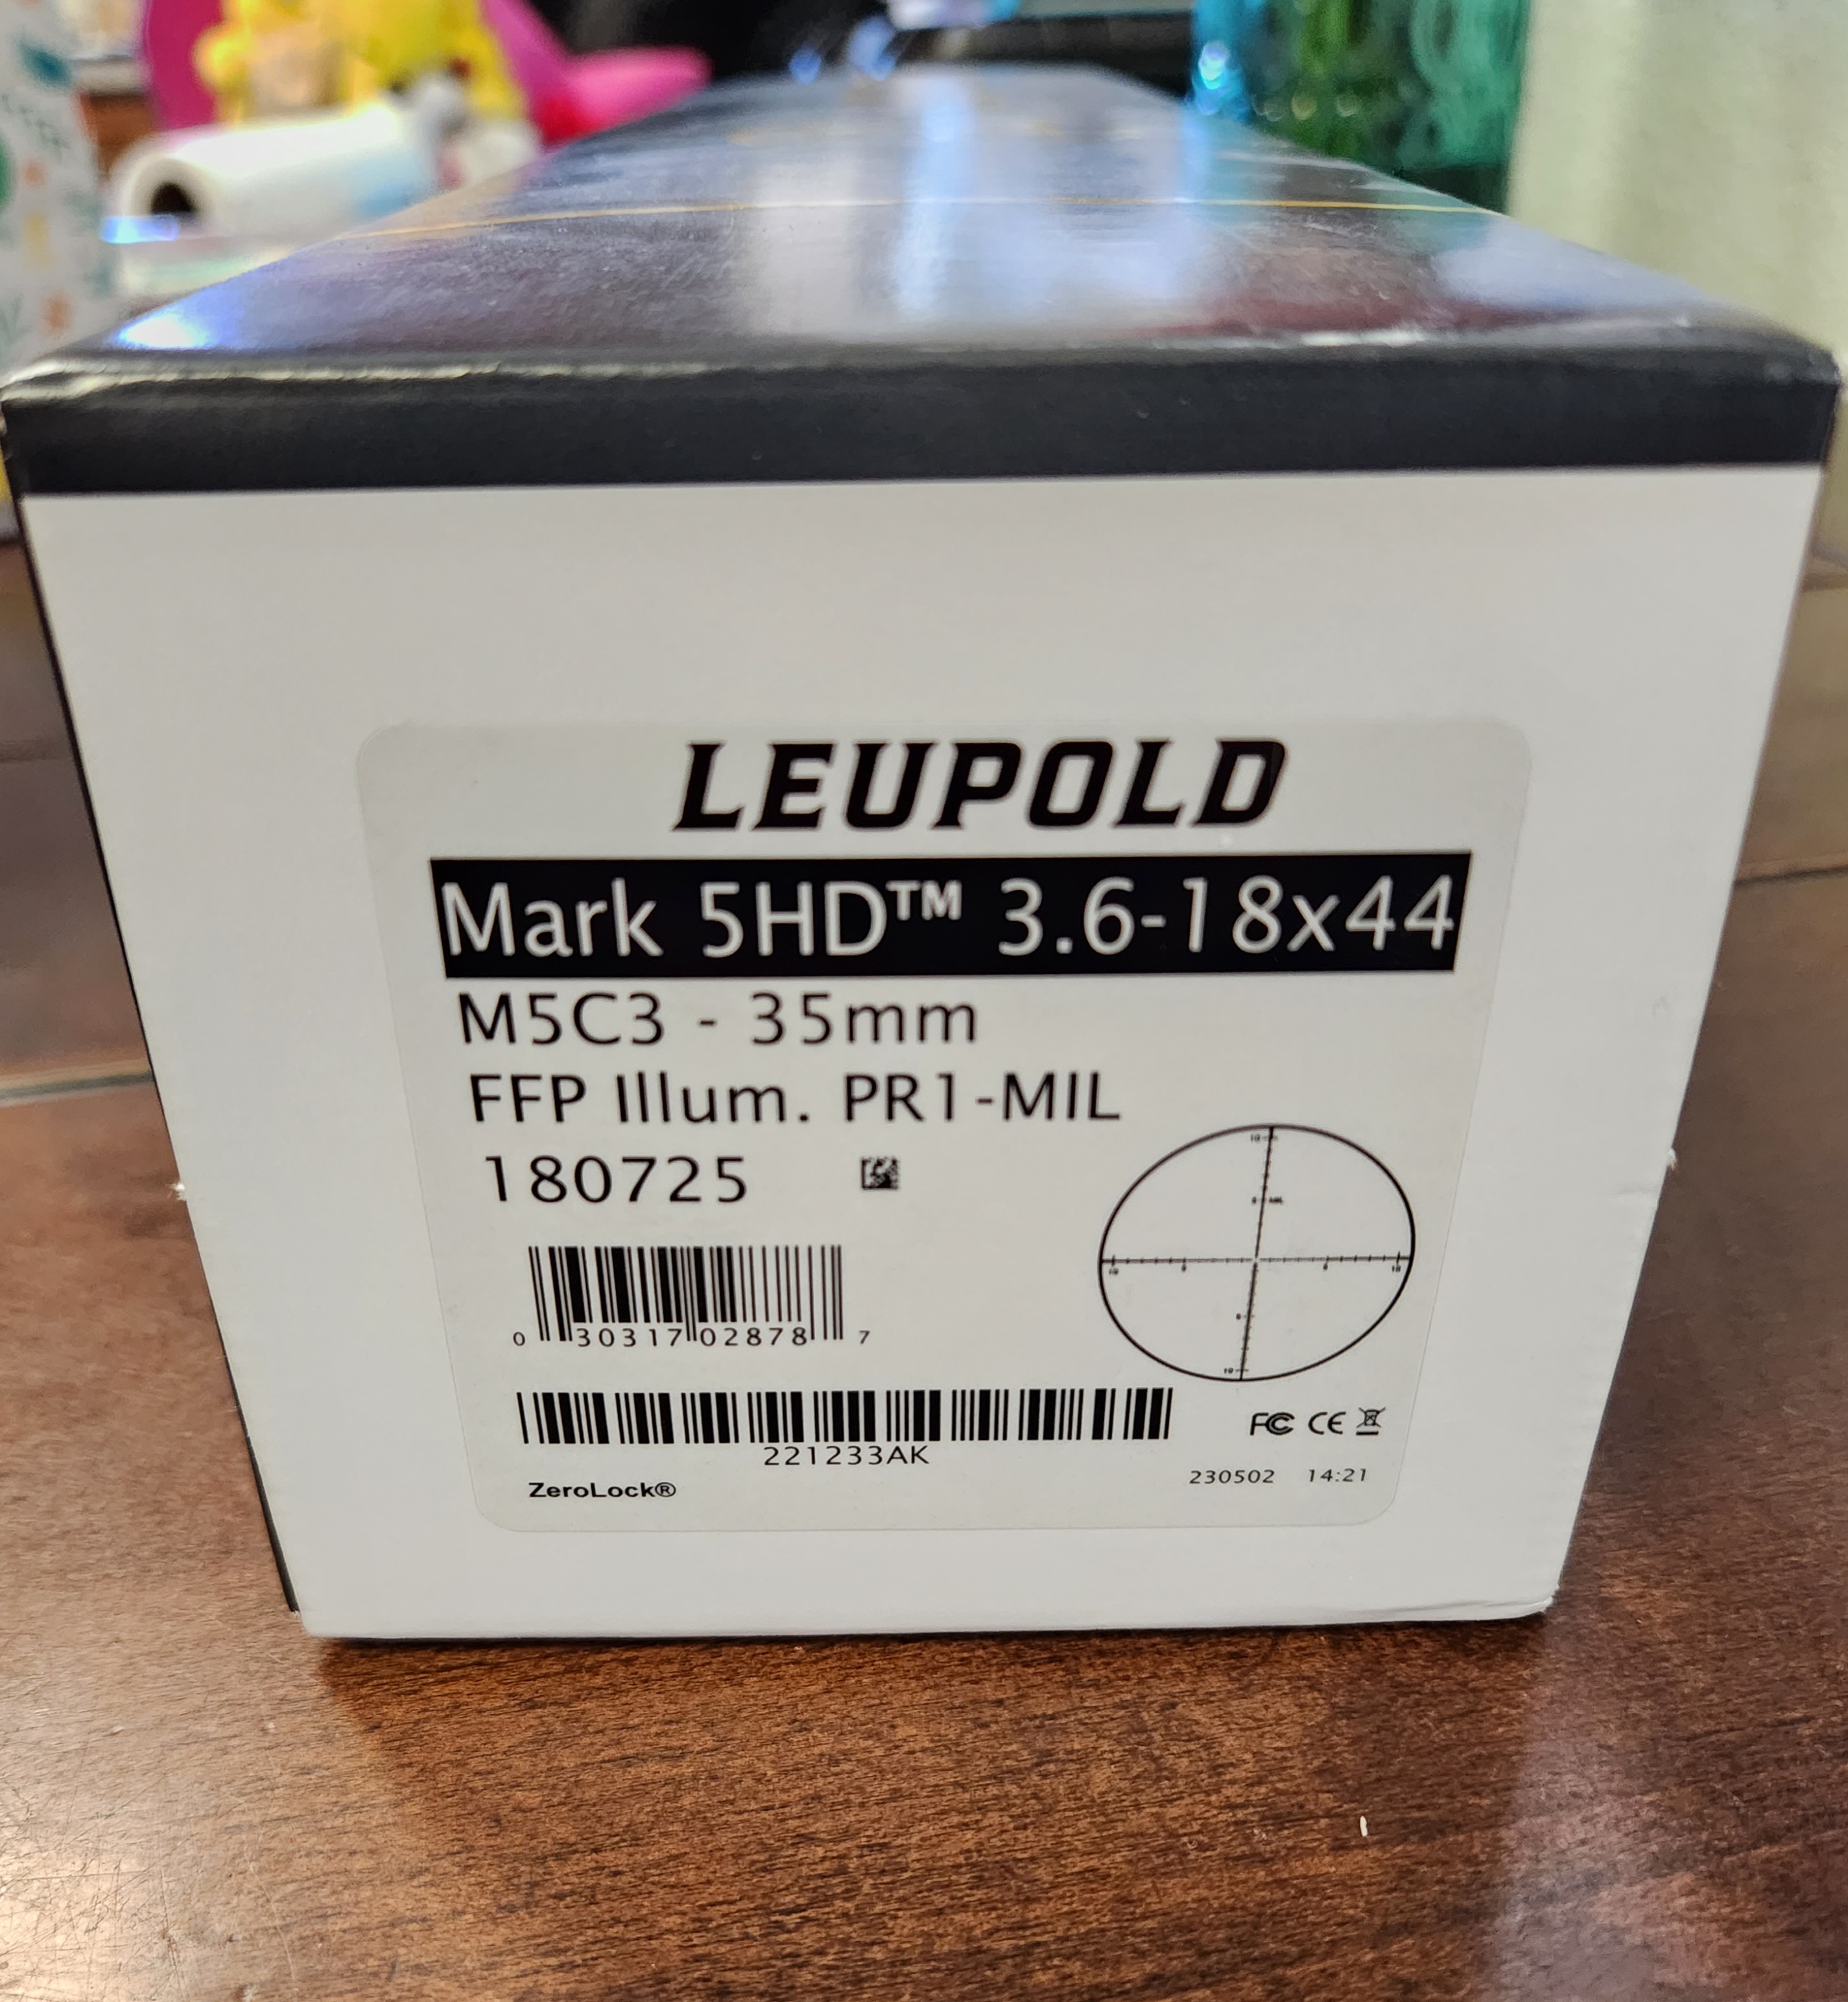 LEUPOLD
Mark 5HD™ 3.6-18x44
M5C3 - 35mm
FFP Illum. PR1-MIL
180725
0 30317 02878 7
221233AK
FC CE
ZeroLock®
230502 14:21